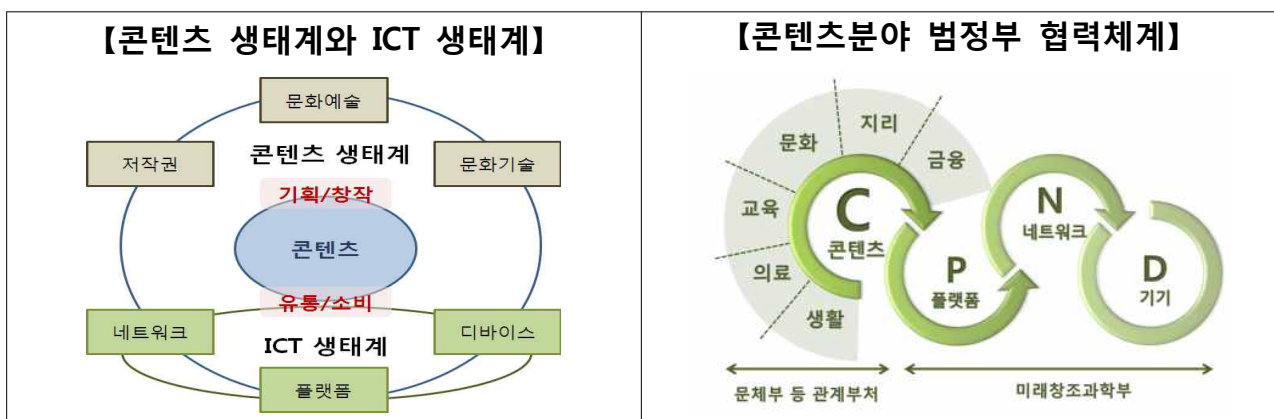 【콘텐츠 생태계와 ICT 생태계】
문화예술
저작권
콘텐츠 생태계
문화기술
기획/창작
콘텐츠
유통/소비
네트워크
디바이스
ICT 생태계
플랫폼
【콘텐츠분야 범정부 협력체계】
지리
문화
금융
교육
의료
생활
C
콘텐츠
P
플랫폼
N
네트워크
D
기기
문체부 등 관계부처
미래창조과학부